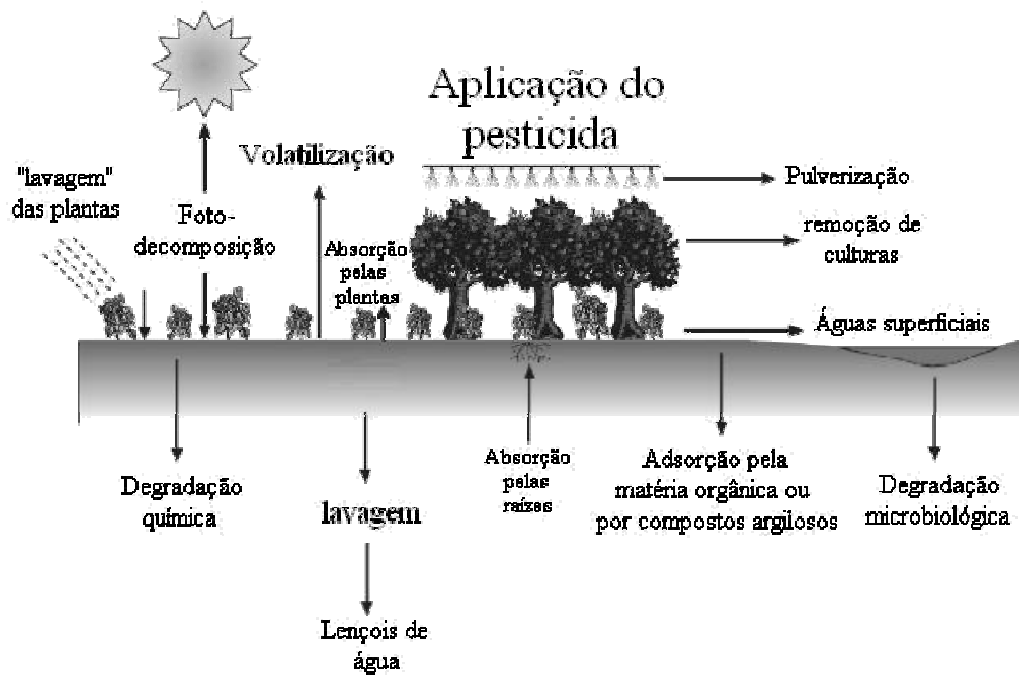 Aplicação do
pesticida
Volatilização
"lavagem"
das plantas
Foto-
decomposição
Absorção
pelas
plantas
Pulverização
remoção de
culturas
Águas superficiais
Degradação
química
lavagem
Lençois de
água
Absorção
pelas
raízes
Adsorção pela
matéria orgânica ou
por compostos argilosos
Degradação
microbiológica